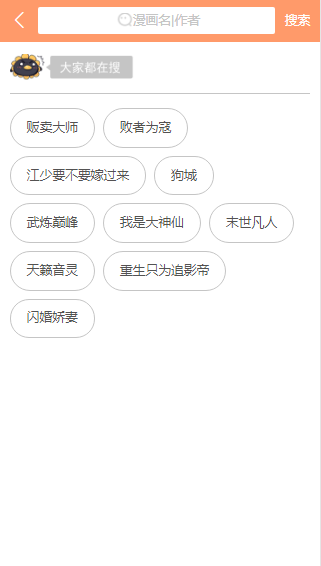 漫画名|作者 搜索
大家都在搜
贩卖大师 败者为寇
江少要不要嫁过来 狗城
武炼巅峰 我是大神仙 末世凡人
天籁音灵 重生只为追影帝
闪婚娇妻